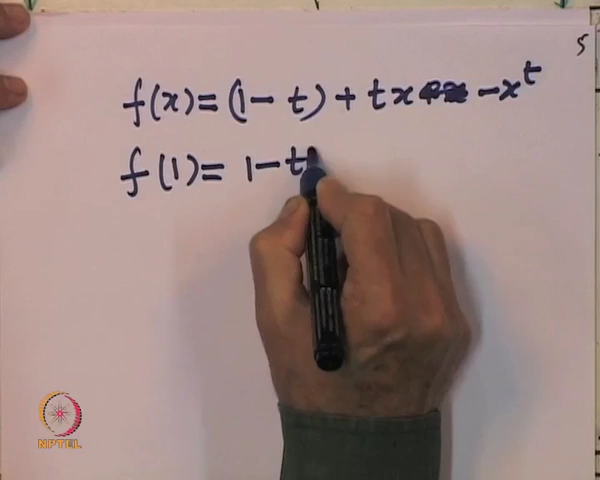 5
f(x) = (1 - t) + tx - x^t
f(1) = 1 - t
NPTEL